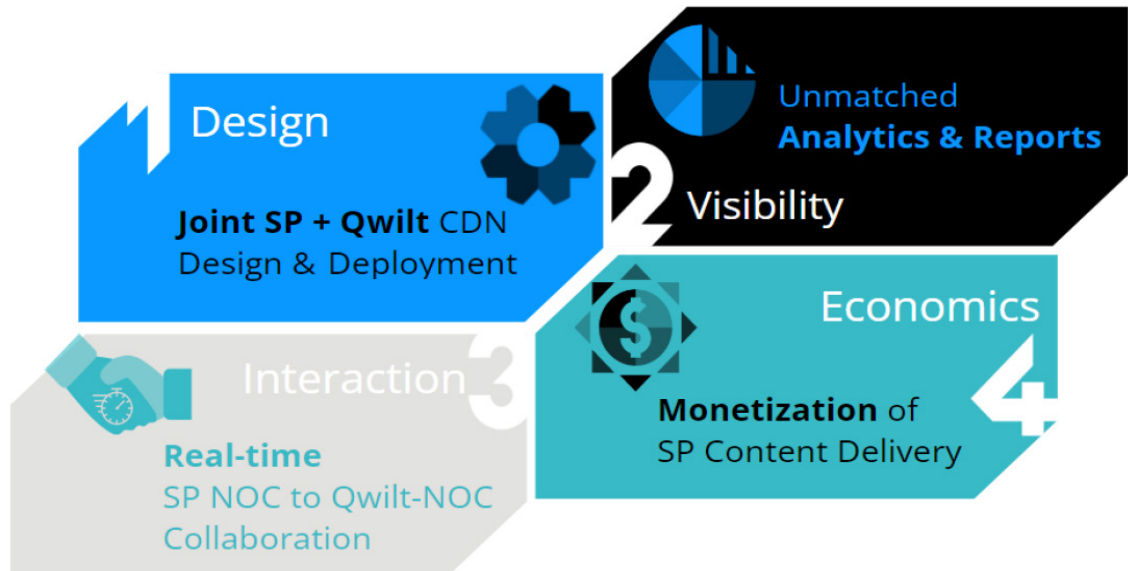 1
Design
Joint SP + Qwilt CDN
Design & Deployment
Unmatched
Analytics & Reports
2
Visibility
Interaction
3
Real-time
SP NOC to Qwilt-NOC
Collaboration
Economics
4
Monetization of
SP Content Delivery